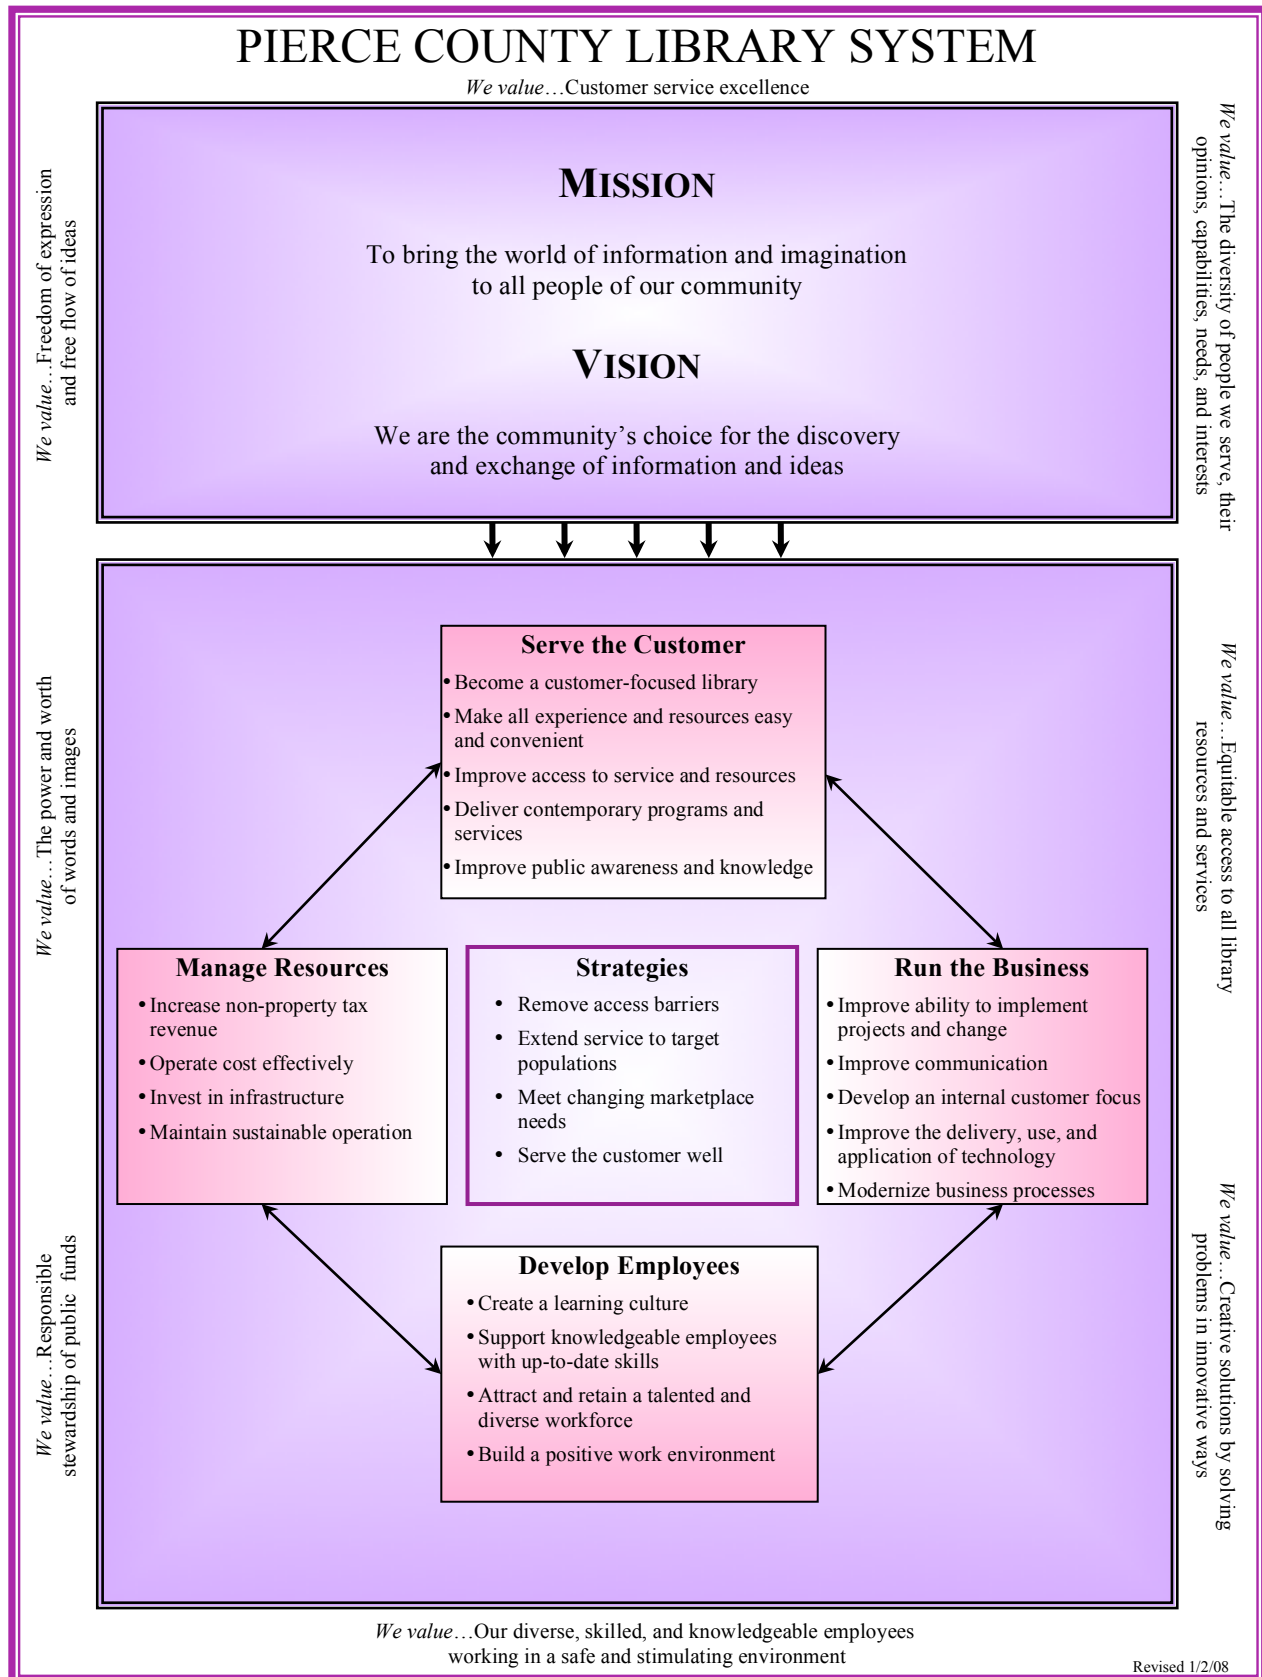 PIERCE COUNTY LIBRARY SYSTEM
We value…Customer service excellence
We value…Freedom of expression
and free flow of ideas
MISSION
To bring the world of information and imagination
to all people of our community
VISION
We are the community’s choice for the discovery
and exchange of information and ideas
We value…The diversity of people we serve, their
opinions, capabilities, needs, and interests
We value…The power and worth
of words and images
Serve the Customer
• Become a customer-focused library
• Make all experience and resources easy
and convenient
• Improve access to service and resources
• Deliver contemporary programs and
services
• Improve public awareness and knowledge
We value…Equitable access to all library
resources and services
Manage Resources
• Increase non-property tax
revenue
• Operate cost effectively
• Invest in infrastructure
• Maintain sustainable operation
Strategies
• Remove access barriers
• Extend service to target
populations
• Meet changing marketplace
needs
• Serve the customer well
Run the Business
• Improve ability to implement
projects and change
• Improve communication
• Develop an internal customer focus
• Improve the delivery, use, and
application of technology
• Modernize business processes
We value…Responsible
stewardship of public funds
Develop Employees
• Create a learning culture
• Support knowledgeable employees
with up-to-date skills
• Attract and retain a talented and
diverse workforce
• Build a positive work environment
We value…Creative solutions by solving
problems in innovative ways
We value…Our diverse, skilled, and knowledgeable employees
working in a safe and stimulating environment
Revised 1/2/08